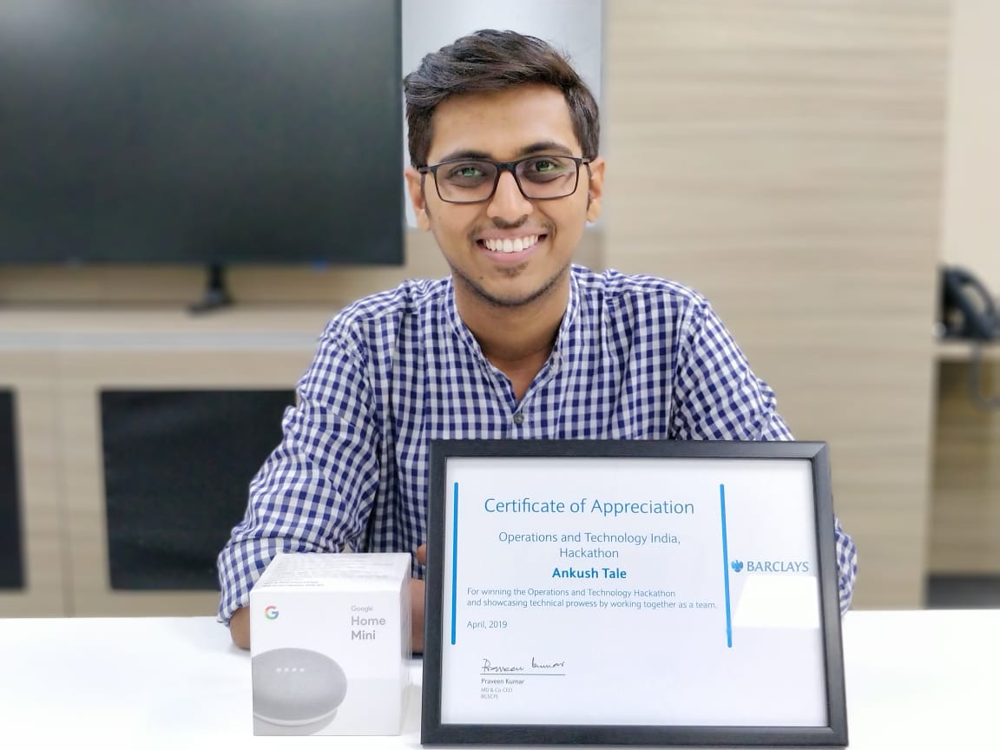 Certificate of Appreciation
Operations and Technology India,
Hackathon
Ankush Tale
For winning the Operations and Technology Hackathon
and showcasing technical prowess by working together as a team.
April, 2019
Praveen Kumar
Praveen Kumar
MD & Co-CEO
BGSCPL
BARCLAYS
G
Google
Home
Mini